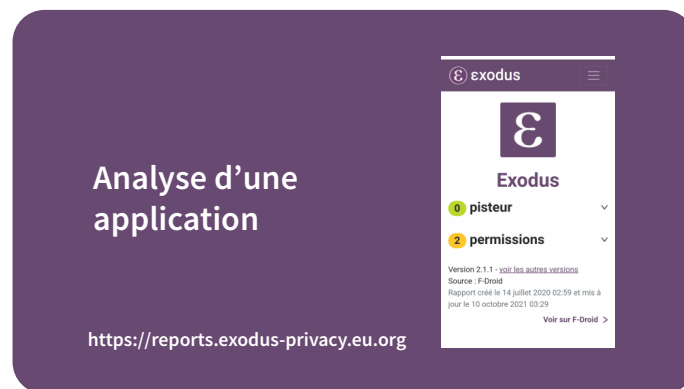 Analyse d’une
application
https://reports.exodus-privacy.eu.org
εxodus
ε
Exodus
0 pisteur
2 permissions
Version 2.1.1 - voir les autres versions
Source : F-Droid
Rapport créé le 14 juillet 2020 02:59 et mis à
jour le 10 octobre 2021 03:29
Voir sur F-Droid >